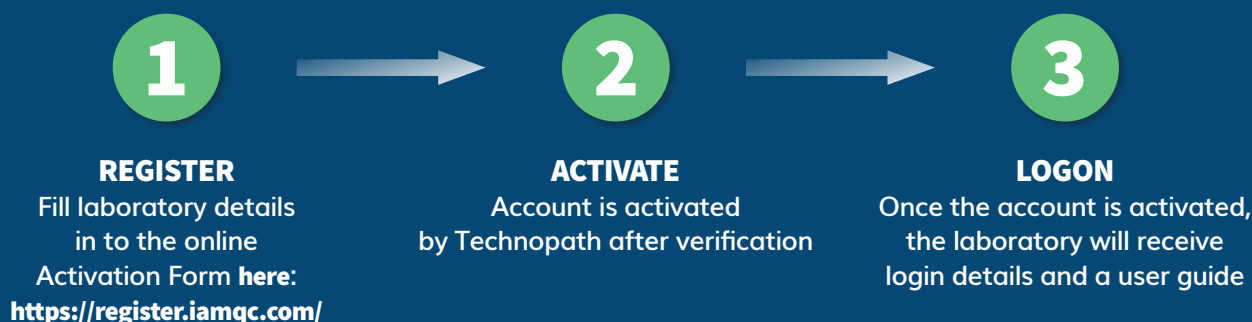 1
REGISTER
Fill laboratory details
in to the online
Activation Form here:
https://register.iamqc.com/
2
ACTIVATE
Account is activated
by Technopath after verification
3
LOGON
Once the account is activated,
the laboratory will receive
login details and a user guide